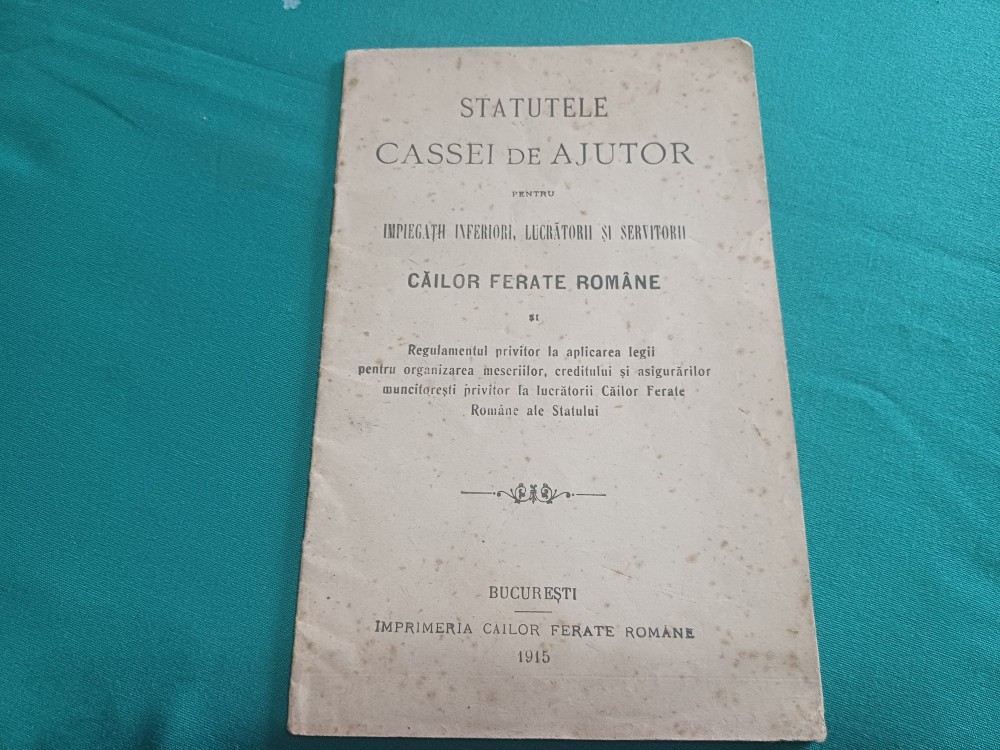 STATUTELE
CASSEI DE AJUTOR
PENTRU
IMPIEGAȚII INFERIORI, LUCRĂTORII ȘI SERVITORII
CĂILOR FERATE ROMÂNE
ȘI
Regulamentul privitor la aplicarea legii
pentru organizarea meseriilor, creditului și asigurărilor
muncitorești privitor la lucrătorii Căilor Ferate
Române ale Statului
BUCUREȘTI
IMPRIMERIA CĂILOR FERATE ROMÂNE
1915